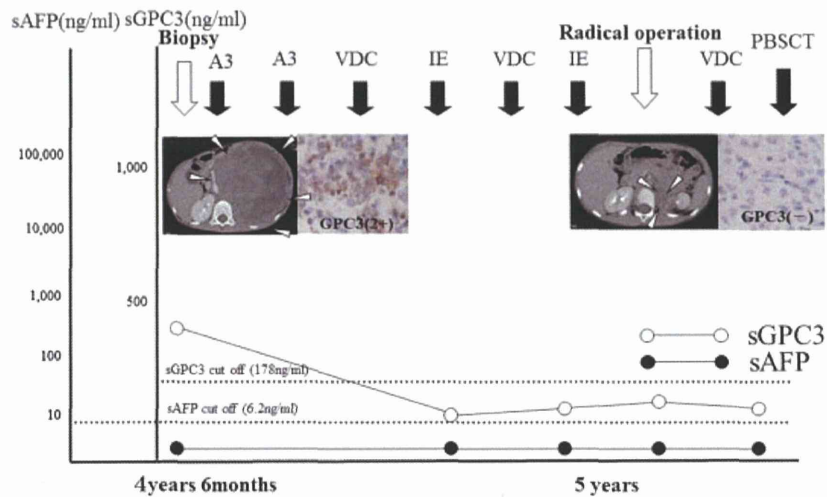 sAFP(ng/ml) sGPC3(ng/ml)
Biopsy
Radical operation
A3 A3 VDC IE VDC IE VDC PBSCT
100,000
10,000
1,000
100
10
1,000
500
GPC3(2+)
GPC3(−)
sGPC3
sAFP
sGPC3 cut off (178ng/ml)
sAFP cut off (6.2ng/ml)
4years 6months
5 years